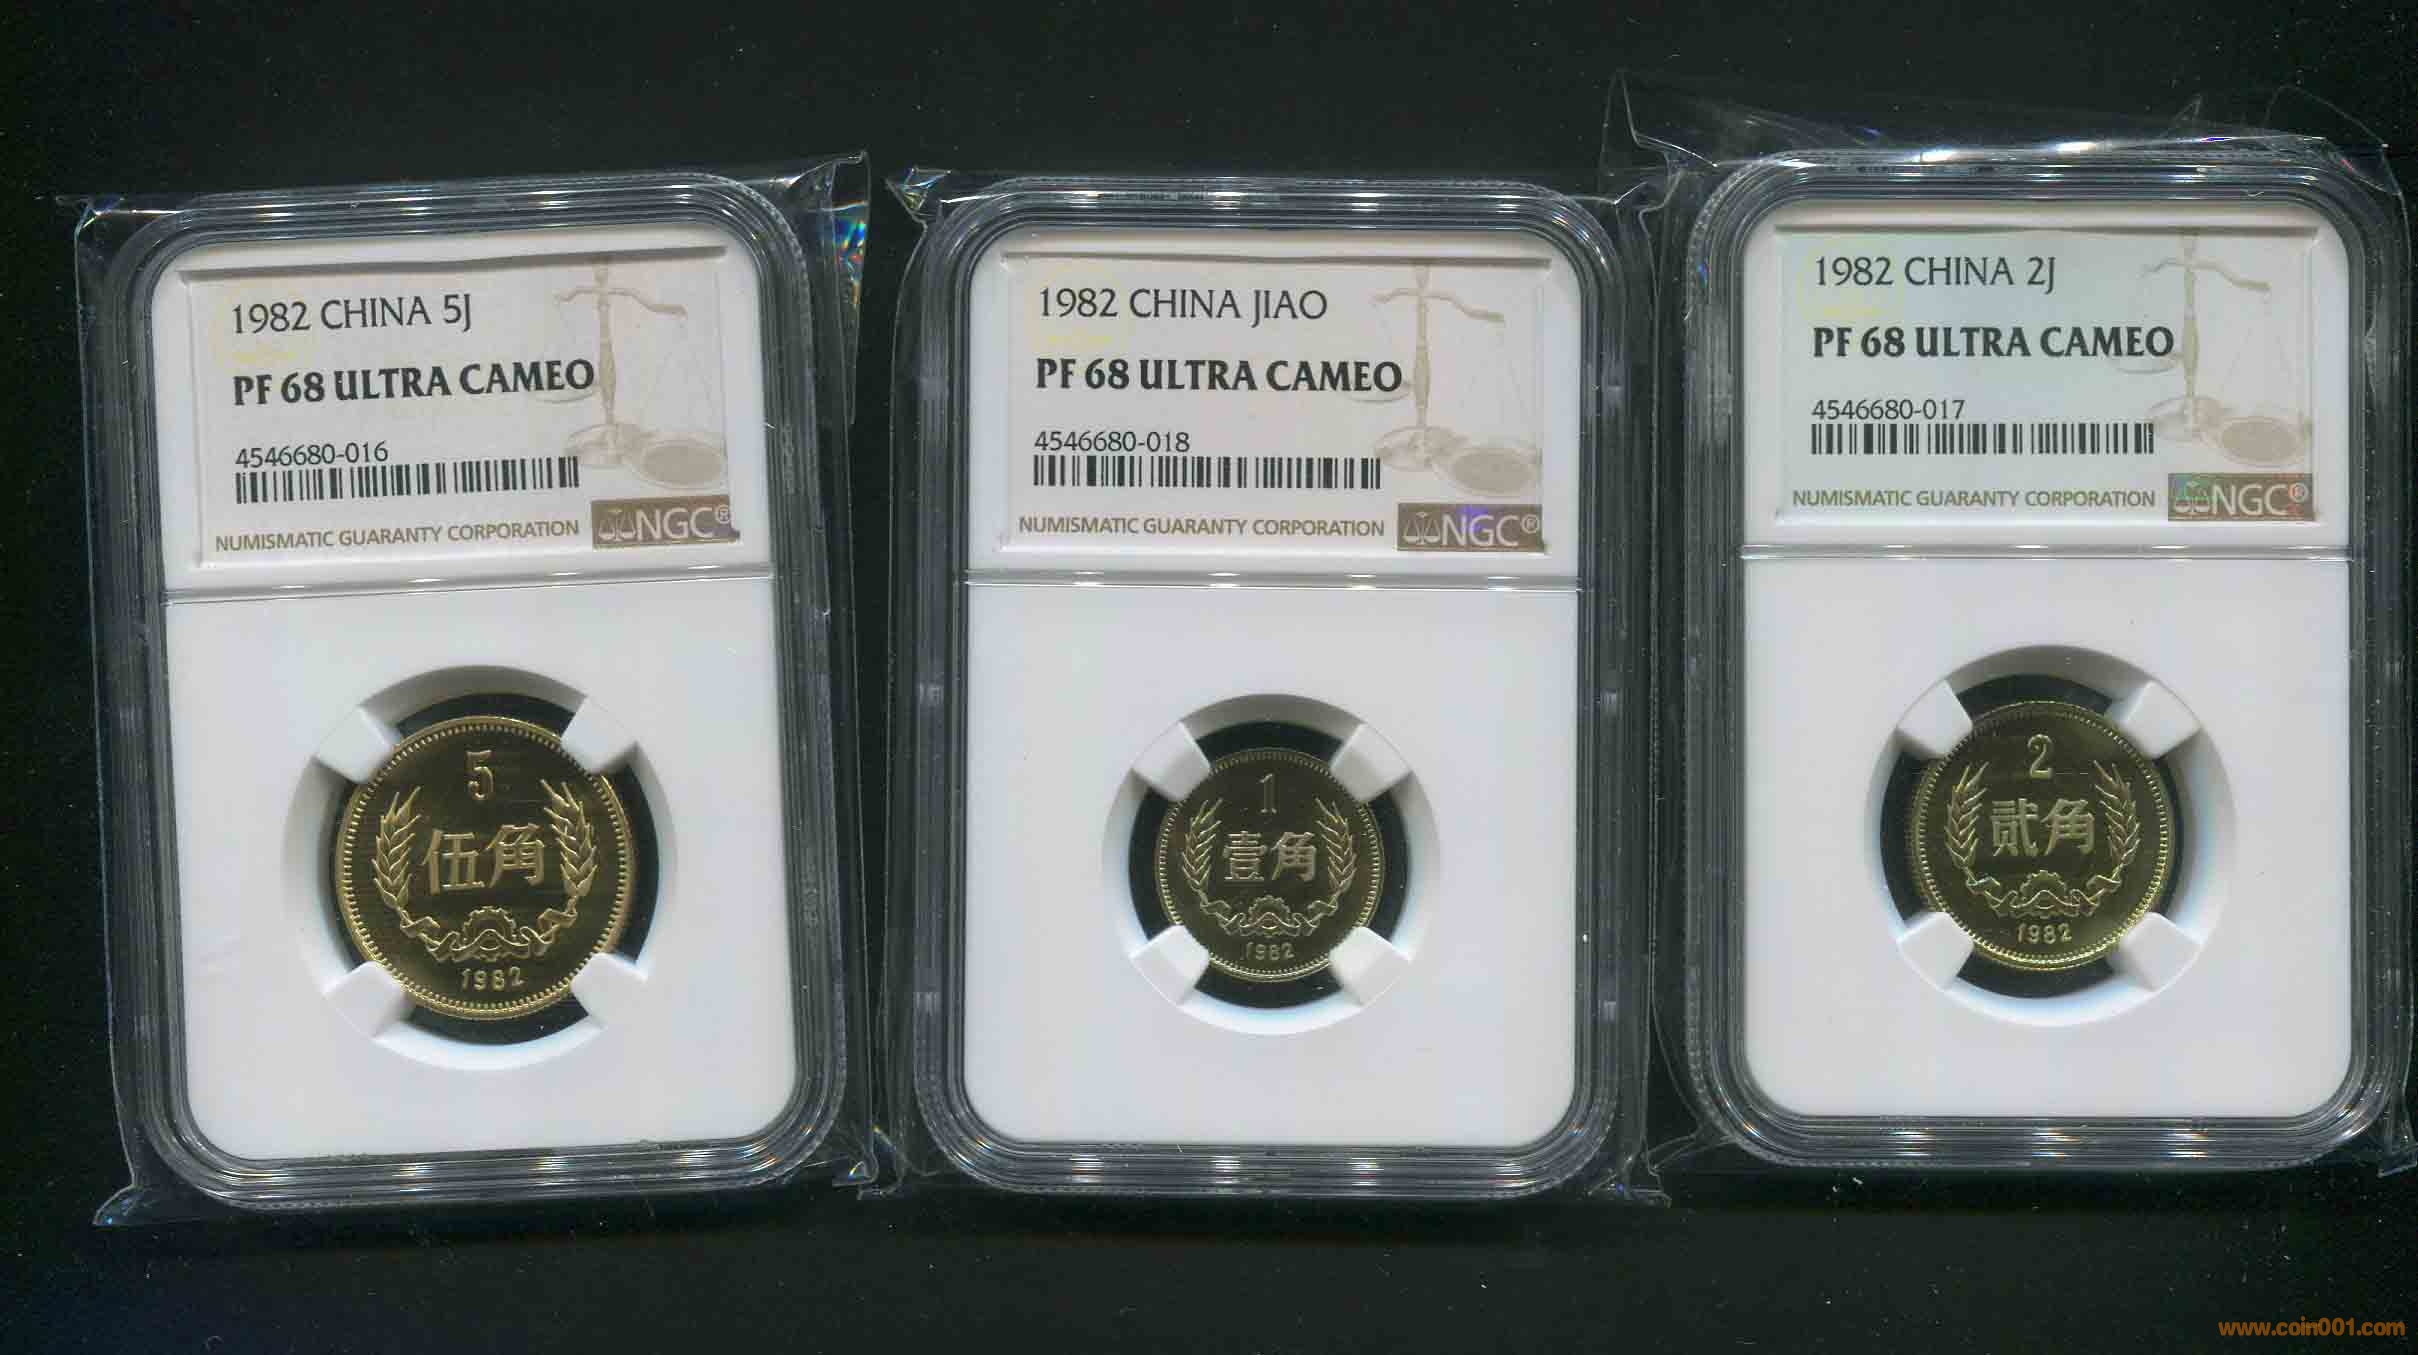 1982 CHINA 5J
PF 68 ULTRA CAMEO
4546680-016
NUMISMATIC GUARANTY CORPORATION
NGC®
5
伍角
1982
1982 CHINA JIAO
PF 68 ULTRA CAMEO
4546680-018
NUMISMATIC GUARANTY CORPORATION
NGC®
1
壹角
1982
1982 CHINA 2J
PF 68 ULTRA CAMEO
4546680-017
NUMISMATIC GUARANTY CORPORATION
NGC®
2
贰角
1982
www.coin001.com